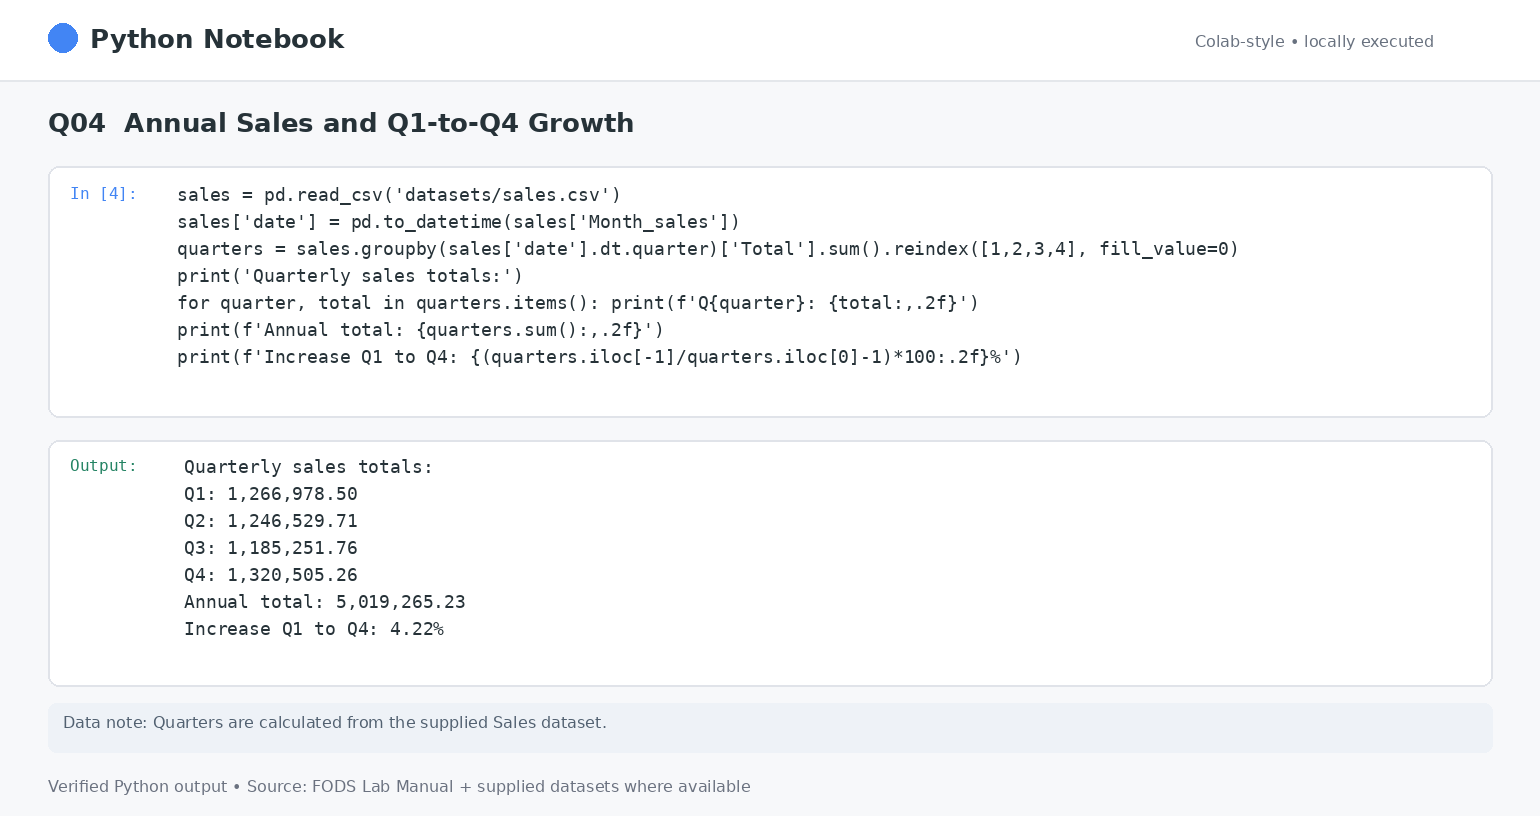 Python Notebook
Colab-style • locally executed
Q04  Annual Sales and Q1-to-Q4 Growth
In [4]:
sales = pd.read_csv('datasets/sales.csv')
sales['date'] = pd.to_datetime(sales['Month_sales'])
quarters = sales.groupby(sales['date'].dt.quarter)['Total'].sum().reindex([1,2,3,4], fill_value=0)
print('Quarterly sales totals:')
for quarter, total in quarters.items(): print(f'Q{quarter}: {total:,.2f}')
print(f'Annual total: {quarters.sum():,.2f}')
print(f'Increase Q1 to Q4: {(quarters.iloc[-1]/quarters.iloc[0]-1)*100:.2f}%')
Output:
Quarterly sales totals:
Q1: 1,266,978.50
Q2: 1,246,529.71
Q3: 1,185,251.76
Q4: 1,320,505.26
Annual total: 5,019,265.23
Increase Q1 to Q4: 4.22%
Data note: Quarters are calculated from the supplied Sales dataset.
Verified Python output • Source: FODS Lab Manual + supplied datasets where available